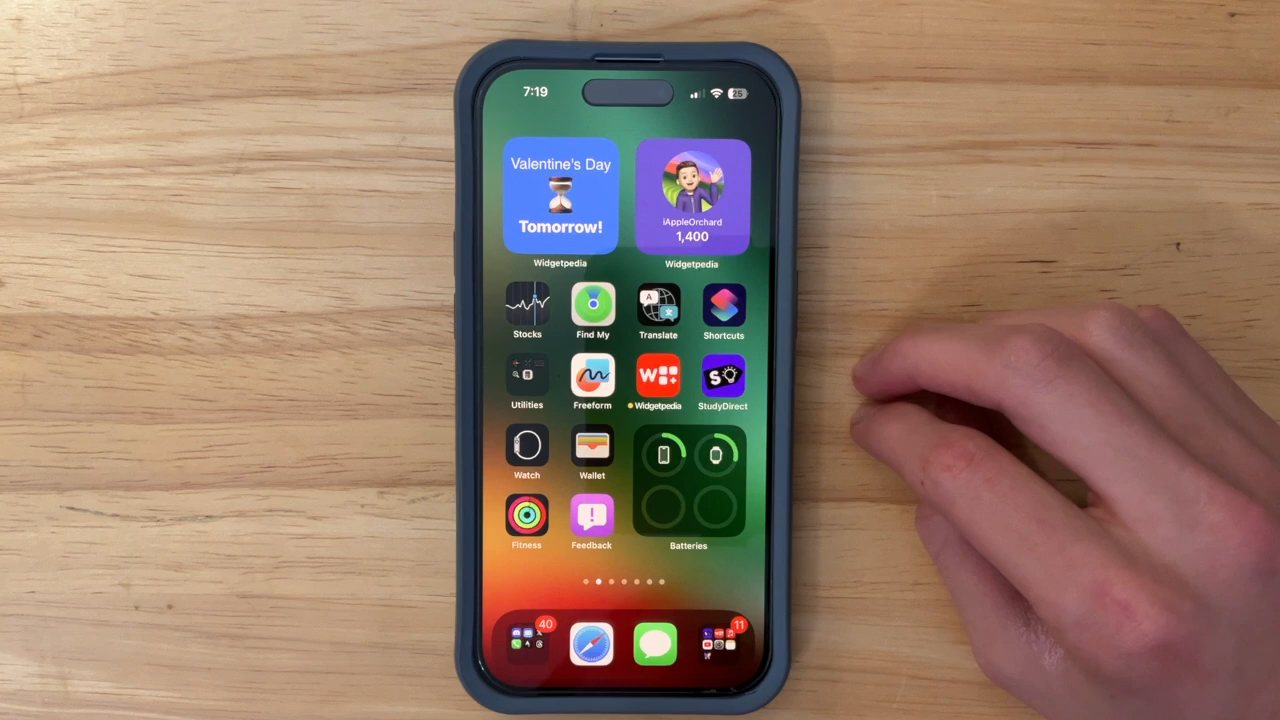 7:19
25
Valentine's Day
Tomorrow!
iAppleOrchard
1,400
Widgetpedia
Widgetpedia
A
文
Stocks
Find My
Translate
Shortcuts
W
S
Utilities
Freeform
Widgetpedia
StudyDirect
Watch
Wallet
!
Fitness
Feedback
Batteries
40
11